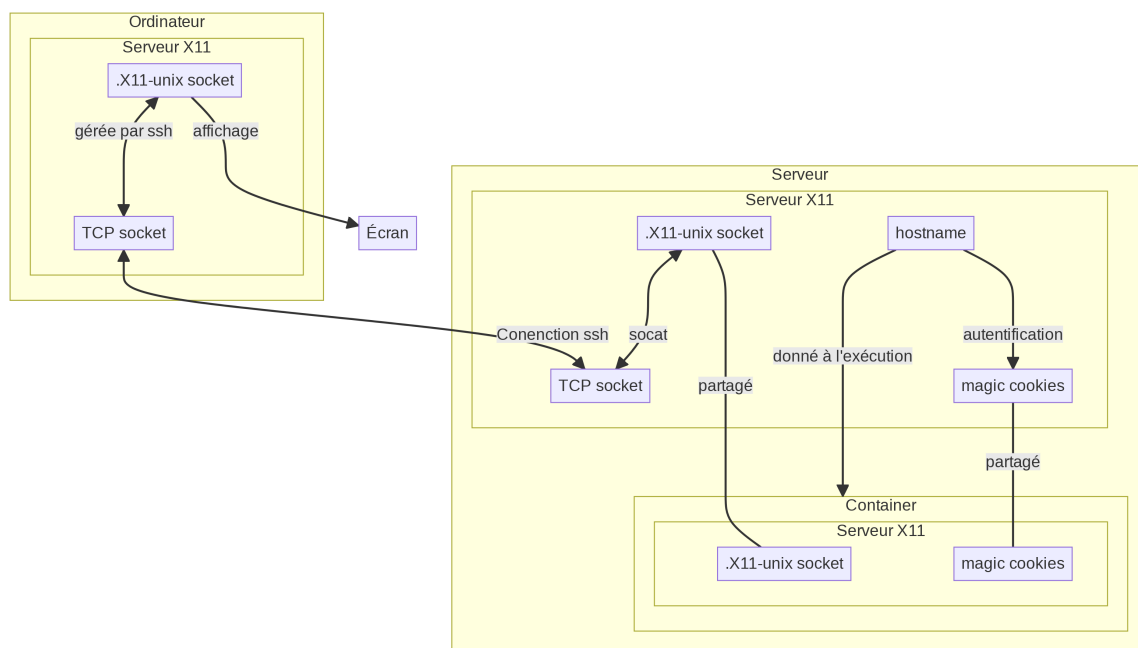 Ordinateur
Serveur X11
.X11-unix socket
gérée par ssh
affichage
TCP socket
Écran
Serveur
Serveur X11
.X11-unix socket
hostname
Conenction ssh
socat
autentification
donné à l'exécution
TCP socket
partagé
magic cookies
partagé
Container
Serveur X11
.X11-unix socket
magic cookies